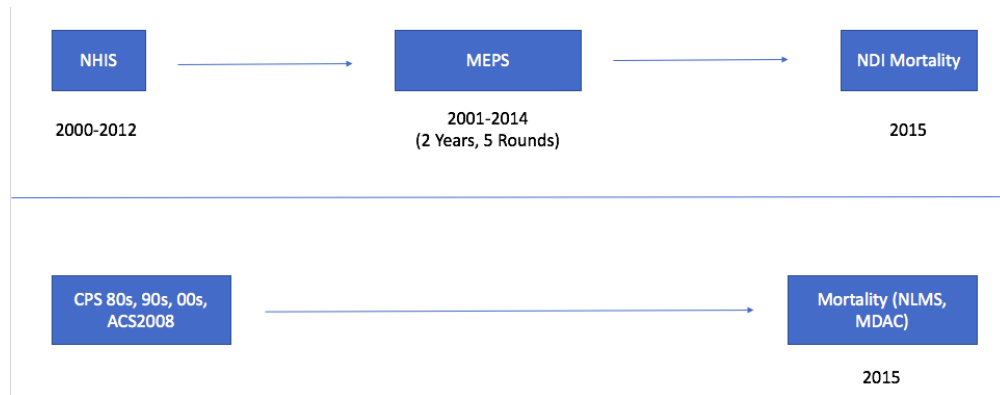 NHIS
MEPS
NDI Mortality
2000-2012
2001-2014
(2 Years, 5 Rounds)
2015
CPS 80s, 90s, 00s,
ACS2008
Mortality (NLMS,
MDAC)
2015